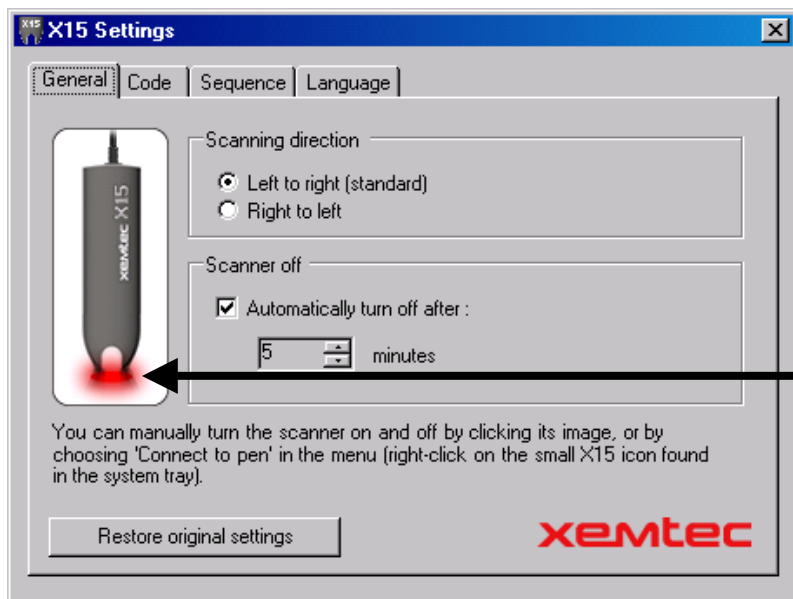 X15 X15 Settings
General Code Sequence Language
xemtec X15
Scanning direction
Left to right (standard)
Right to left
Scanner off
Automatically turn off after :
5 minutes
You can manually turn the scanner on and off by clicking its image, or by
choosing 'Connect to pen' in the menu (right-click on the small X15 icon found
in the system tray).
Restore original settings
xemtec